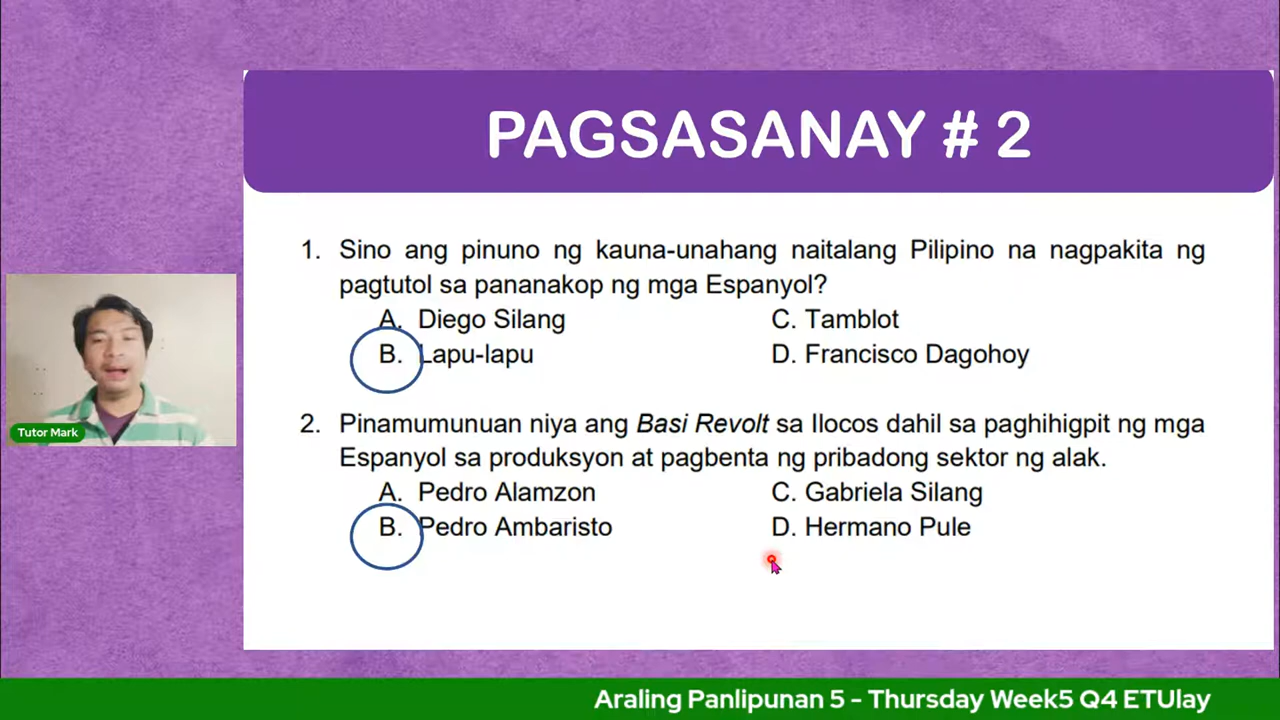 PAGSASANAY # 2
1. Sino ang pinuno ng kauna-unahang naitalang Pilipino na nagpakita ng
pagtutol sa pananakop ng mga Espanyol?
A. Diego Silang
C. Tamblot
B. Lapu-lapu
D. Francisco Dagohoy
2. Pinamumunuan niya ang Basi Revolt sa Ilocos dahil sa paghihigpit ng mga
Espanyol sa produksyon at pagbenta ng pribadong sektor ng alak.
A. Pedro Alamzon
C. Gabriela Silang
B. Pedro Ambaristo
D. Hermano Pule
Tutor Mark
Araling Panlipunan 5 - Thursday Week5 Q4 ETUlay